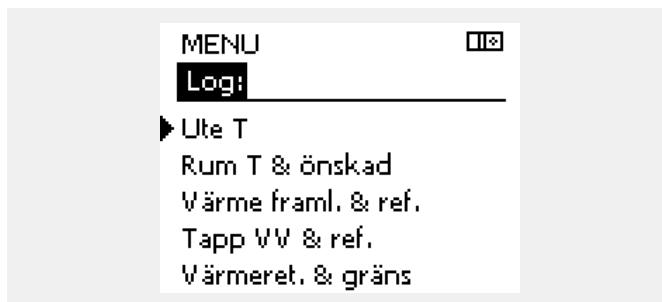 MENU
Log:
Ute T
Rum T & önskad
Värme framl. & ref.
Tapp VV & ref.
Värmeret. & gräns